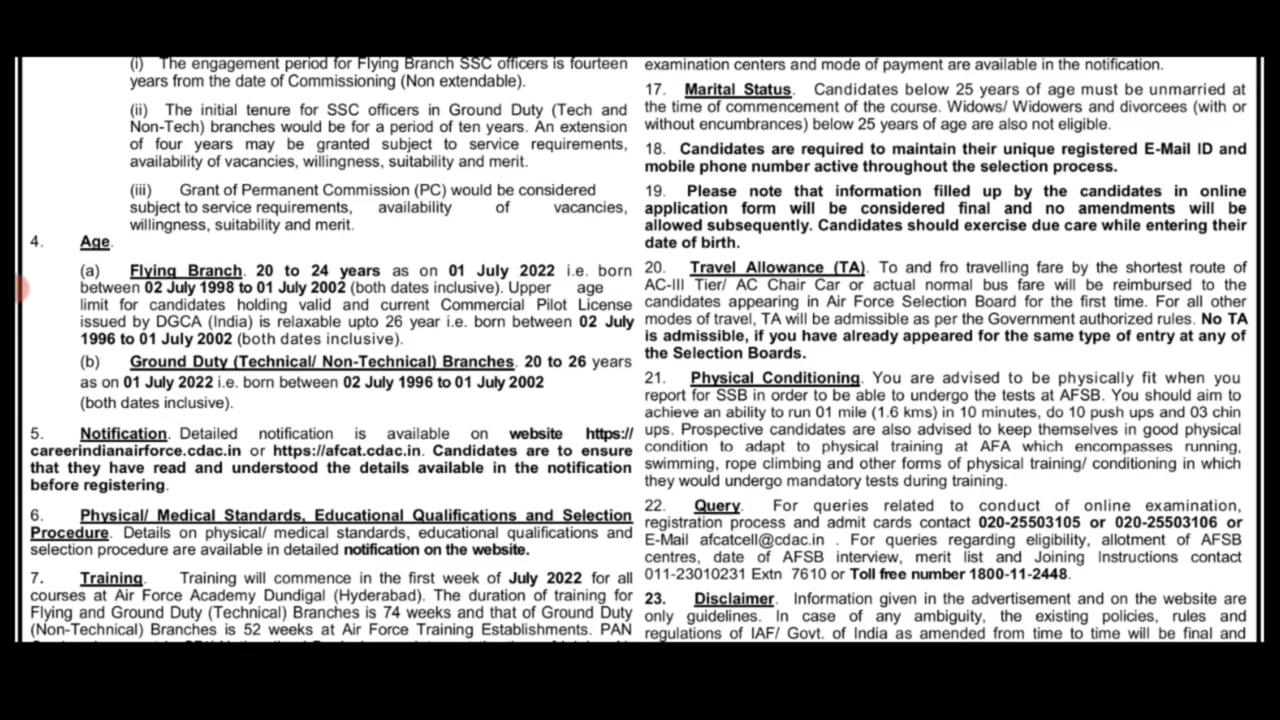 (i) The engagement period for Flying Branch SSC officers is fourteen
years from the date of Commissioning (Non extendable).
(ii) The initial tenure for SSC officers in Ground Duty (Tech and
Non-Tech) branches would be for a period of ten years. An extension
of four years may be granted subject to service requirements,
availability of vacancies, willingness, suitability and merit.
(iii) Grant of Permanent Commission (PC) would be considered
subject to service requirements, availability of vacancies,
willingness, suitability and merit.
4. Age.
(a) Flying Branch. 20 to 24 years as on 01 July 2022 i.e. born
between 02 July 1998 to 01 July 2002 (both dates inclusive). Upper age
limit for candidates holding valid and current Commercial Pilot License
issued by DGCA (India) is relaxable upto 26 year i.e. born between 02 July
1996 to 01 July 2002 (both dates inclusive).
(b) Ground Duty (Technical/ Non-Technical) Branches. 20 to 26 years
as on 01 July 2022 i.e. born between 02 July 1996 to 01 July 2002
(both dates inclusive).
5. Notification. Detailed notification is available on website https://
careerindianairforce.cdac.in or https://afcat.cdac.in. Candidates are to ensure
that they have read and understood the details available in the notification
before registering.
6. Physical/ Medical Standards, Educational Qualifications and Selection
Procedure. Details on physical/ medical standards, educational qualifications and
selection procedure are available in detailed notification on the website.
7. Training. Training will commence in the first week of July 2022 for all
courses at Air Force Academy Dundigal (Hyderabad). The duration of training for
Flying and Ground Duty (Technical) Branches is 74 weeks and that of Ground Duty
(Non-Technical) Branches is 52 weeks at Air Force Training Establishments. PAN
examination centers and mode of payment are available in the notification.
17. Marital Status. Candidates below 25 years of age must be unmarried at
the time of commencement of the course. Widows/ Widowers and divorcees (with or
without encumbrances) below 25 years of age are also not eligible.
18. Candidates are required to maintain their unique registered E-Mail ID and
mobile phone number active throughout the selection process.
19. Please note that information filled up by the candidates in online
application form will be considered final and no amendments will be
allowed subsequently. Candidates should exercise due care while entering their
date of birth.
20. Travel Allowance (TA). To and fro travelling fare by the shortest route of
AC-III Tier/ AC Chair Car or actual normal bus fare will be reimbursed to the
candidates appearing in Air Force Selection Board for the first time. For all other
modes of travel, TA will be admissible as per the Government authorized rules. No TA
is admissible, if you have already appeared for the same type of entry at any of
the Selection Boards.
21. Physical Conditioning. You are advised to be physically fit when you
report for SSB in order to be able to undergo the tests at AFSB. You should aim to
achieve an ability to run 01 mile (1.6 kms) in 10 minutes, do 10 push ups and 03 chin
ups. Prospective candidates are also advised to keep themselves in good physical
condition to adapt to physical training at AFA which encompasses running,
swimming, rope climbing and other forms of physical training/ conditioning in which
they would undergo mandatory tests during training.
22. Query. For queries related to conduct of online examination,
registration process and admit cards contact 020-25503105 or 020-25503106 or
E-Mail afcatcell@cdac.in . For queries regarding eligibility, allotment of AFSB
centres, date of AFSB interview, merit list and Joining Instructions contact
011-23010231 Extn 7610 or Toll free number 1800-11-2448.
23. Disclaimer. Information given in the advertisement and on the website are
only guidelines. In case of any ambiguity, the existing policies, rules and
regulations of IAF/ Govt. of India as amended from time to time will be final and